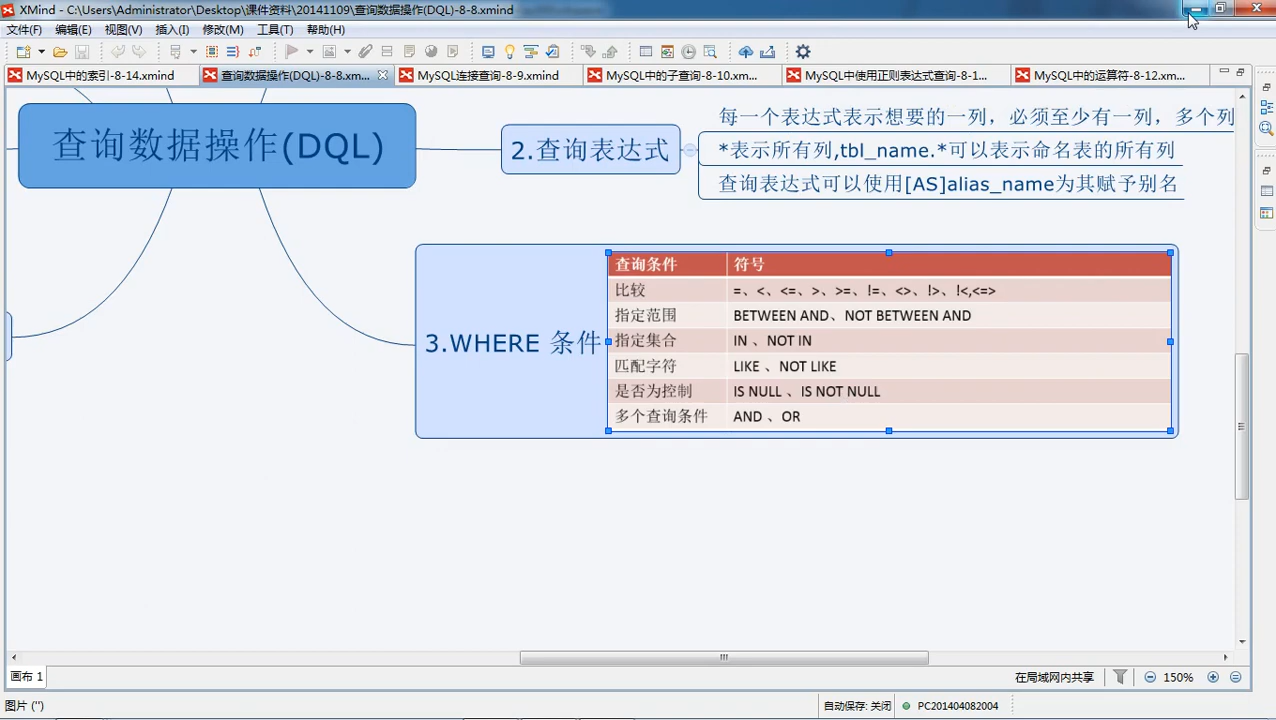 XMind - C:\Users\Administrator\Desktop\课件资料\20141109\查询数据操作(DQL)-8-8.xmind
文件(F) 编辑(E) 视图(V) 插入(I) 修改(M) 工具(T) 帮助(H)
MySQL中的索引-8-14.xmind 查询数据操作(DQL)-8-8.xm... MySQL连接查询-8-9.xmind MySQL中的子查询-8-10.xm... MySQL中使用正则表达式查询-8-1... MySQL中的运算符-8-12.xm...
查询数据操作(DQL)
2.查询表达式
每一个表达式表示想要的一列，必须至少有一列，多个列
*表示所有列,tbl_name.*可以表示命名表的所有列
查询表达式可以使用[AS]alias_name为其赋予别名
3.WHERE 条件
查询条件 符号
比较 =、<、<=、>、>=、!=、<>、!>、!<,<=>
指定范围 BETWEEN AND、NOT BETWEEN AND
指定集合 IN 、NOT IN
匹配字符 LIKE 、NOT LIKE
是否为控制 IS NULL 、IS NOT NULL
多个查询条件 AND 、OR
画布 1
在局域网内共享 150%
图片 ('') 自动保存: 关闭 PC201404082004